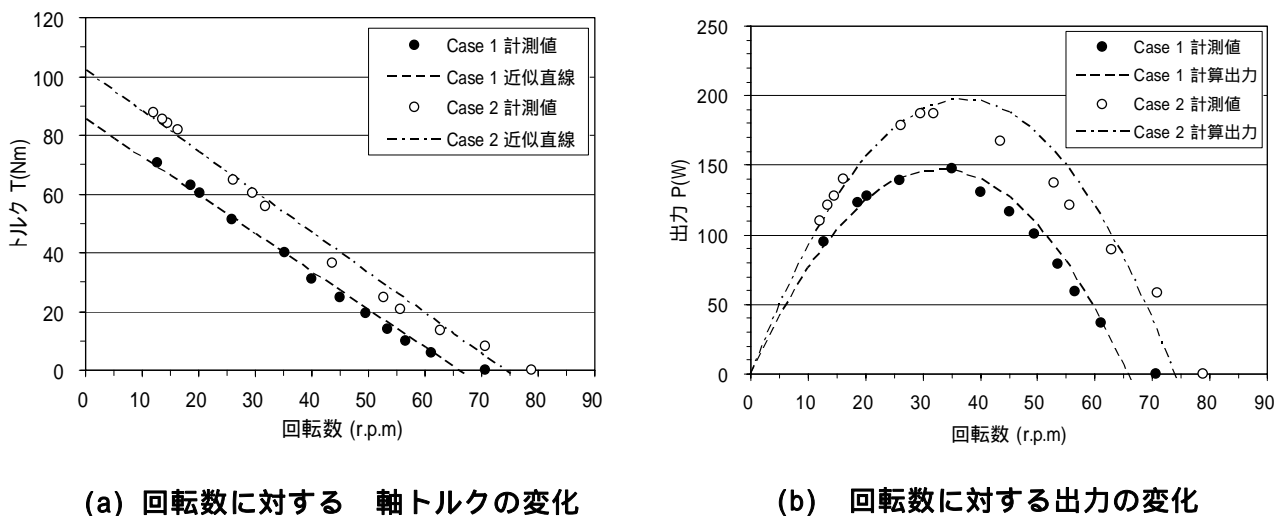 120
100
80
60
40
20
0
トルク T(Nm)
0 10 20 30 40 50 60 70 80 90
回転数 (r.p.m)
Case 1 計測値
Case 1 近似直線
Case 2 計測値
Case 2 近似直線
(a) 回転数に対する 軸トルクの変化
250
200
150
100
50
0
出力 P(W)
0 10 20 30 40 50 60 70 80 90
回転数 (r.p.m)
Case 1 計測値
Case 1 計算出力
Case 2 計測値
Case 2 計算出力
(b) 回転数に対する出力の変化